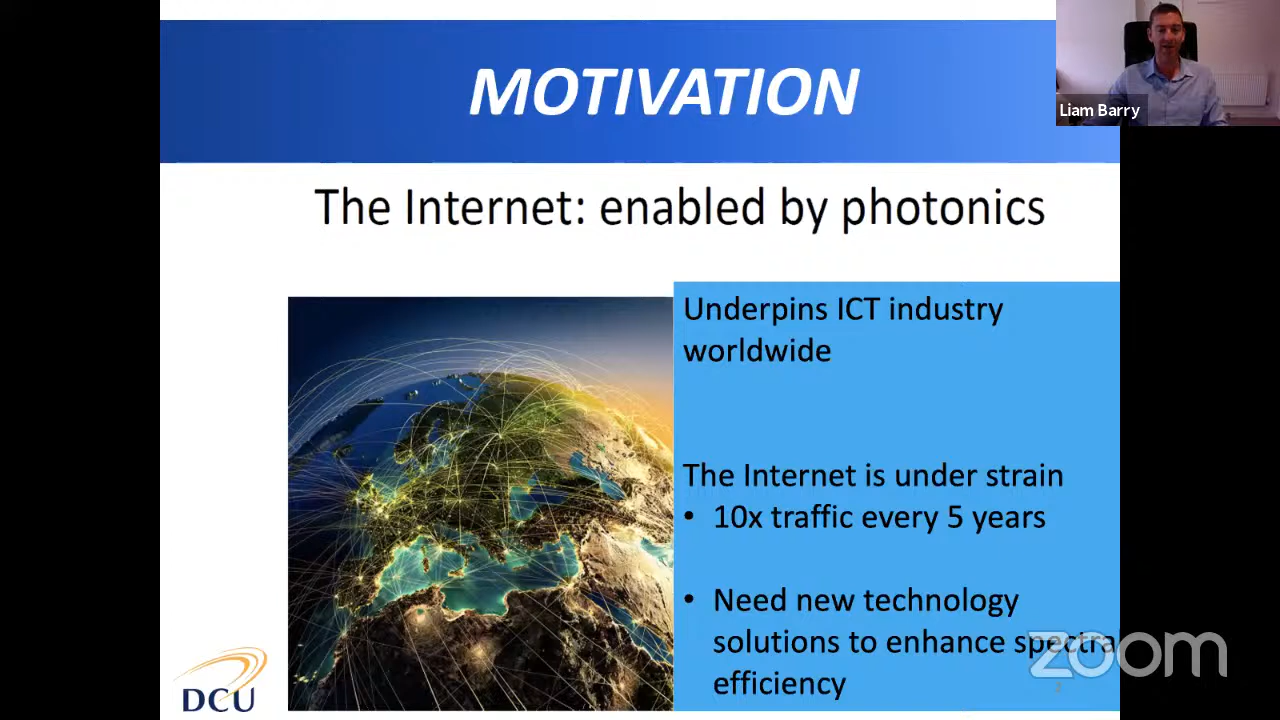 MOTIVATION
Liam Barry
The Internet: enabled by photonics
Underpins ICT industry
worldwide
The Internet is under strain
• 10x traffic every 5 years
• Need new technology
solutions to enhance spectra
efficiency
zoom
DCU